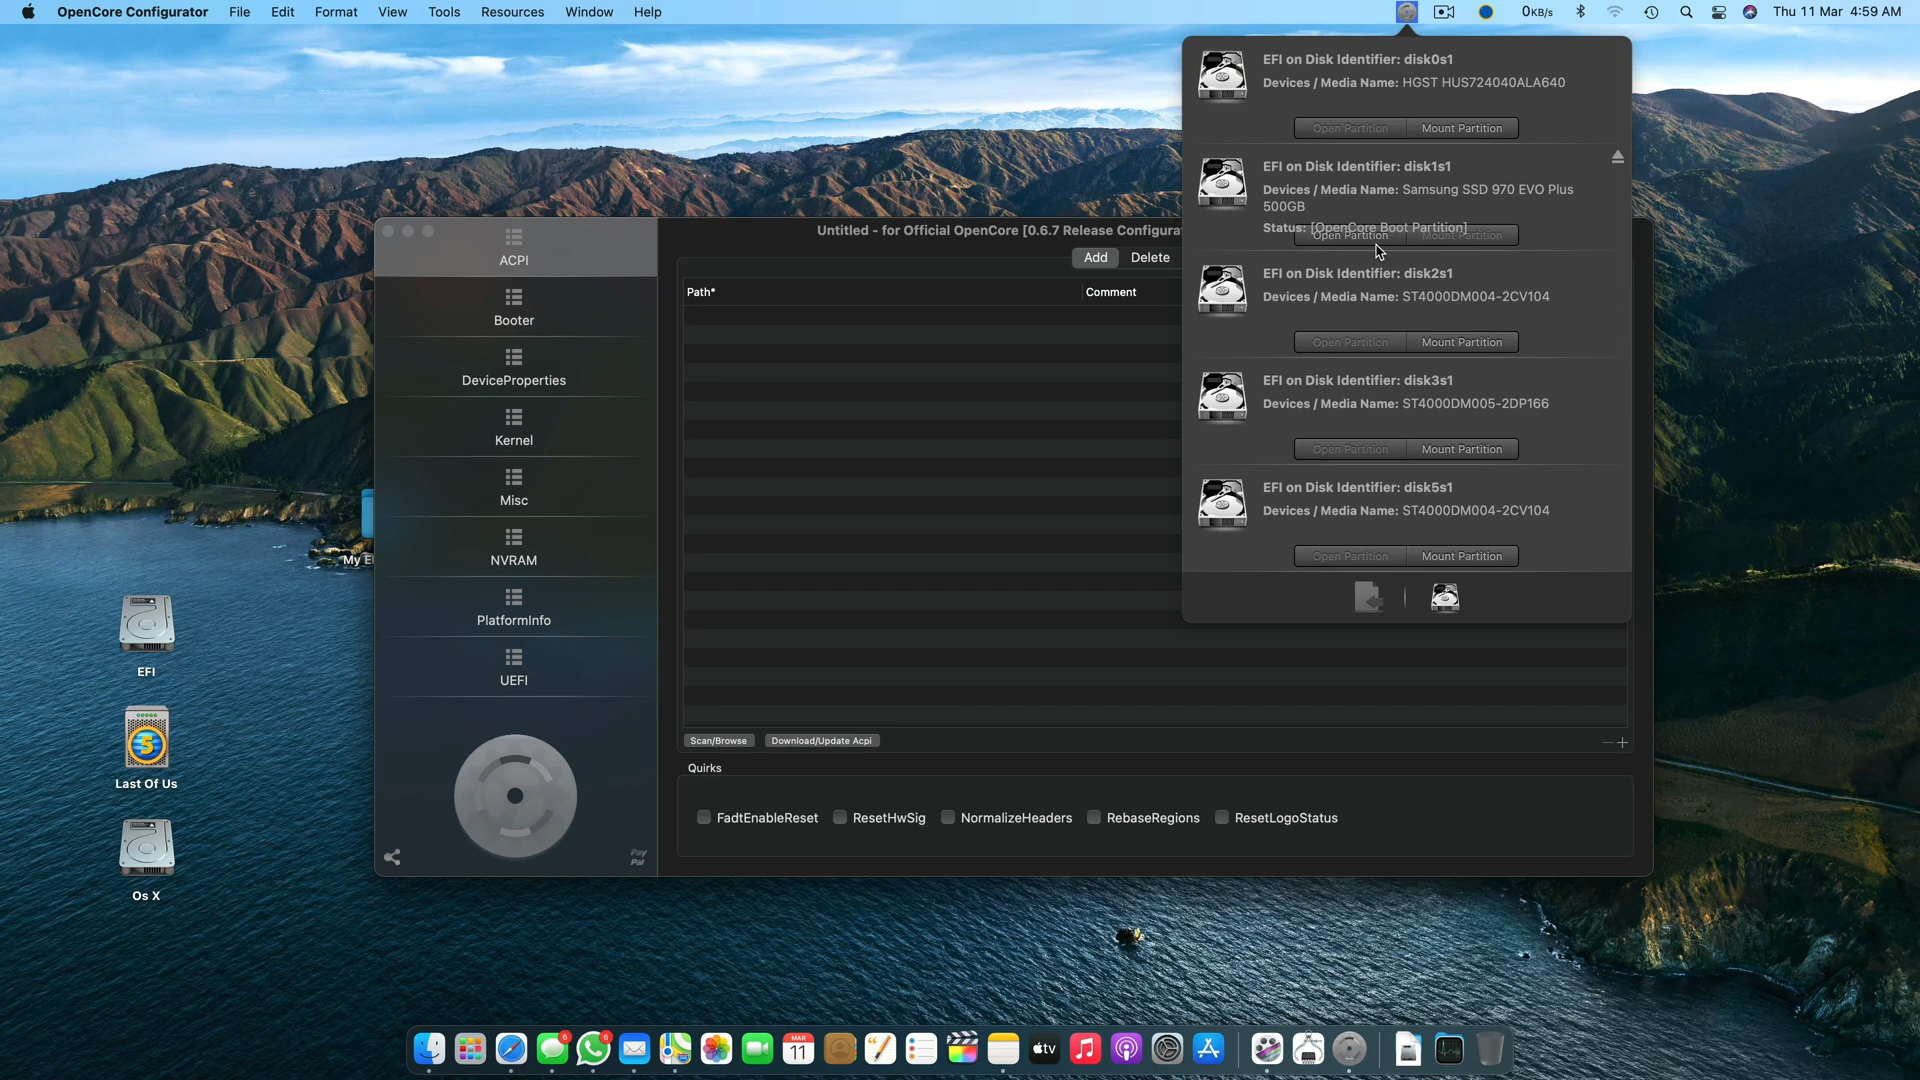 OpenCore Configurator File Edit Format View Tools Resources Window Help 0KB/s Thu 11 Mar 4:59 AM
EFI on Disk Identifier: disk0s1
Devices / Media Name: HGST HUS724040ALA640
Open Partition Mount Partition
EFI on Disk Identifier: disk1s1
Devices / Media Name: Samsung SSD 970 EVO Plus
500GB
Status: [OpenCore Boot Partition]
Open Partition Mount Partition
EFI on Disk Identifier: disk2s1
Devices / Media Name: ST4000DM004-2CV104
Open Partition Mount Partition
EFI on Disk Identifier: disk3s1
Devices / Media Name: ST4000DM005-2DP166
Open Partition Mount Partition
EFI on Disk Identifier: disk5s1
Devices / Media Name: ST4000DM004-2CV104
Open Partition Mount Partition
Untitled - for Official OpenCore [0.6.7 Release Configura
ACPI
Booter
DeviceProperties
Kernel
Misc
NVRAM
PlatformInfo
UEFI
Pay
Pal
Add Delete
Path* Comment
Scan/Browse Download/Update Acpi
Quirks
FadtEnableReset ResetHwSig NormalizeHeaders RebaseRegions ResetLogoStatus
My E
EFI
5
Last Of Us
Os X
6
6
MAR
11
tv